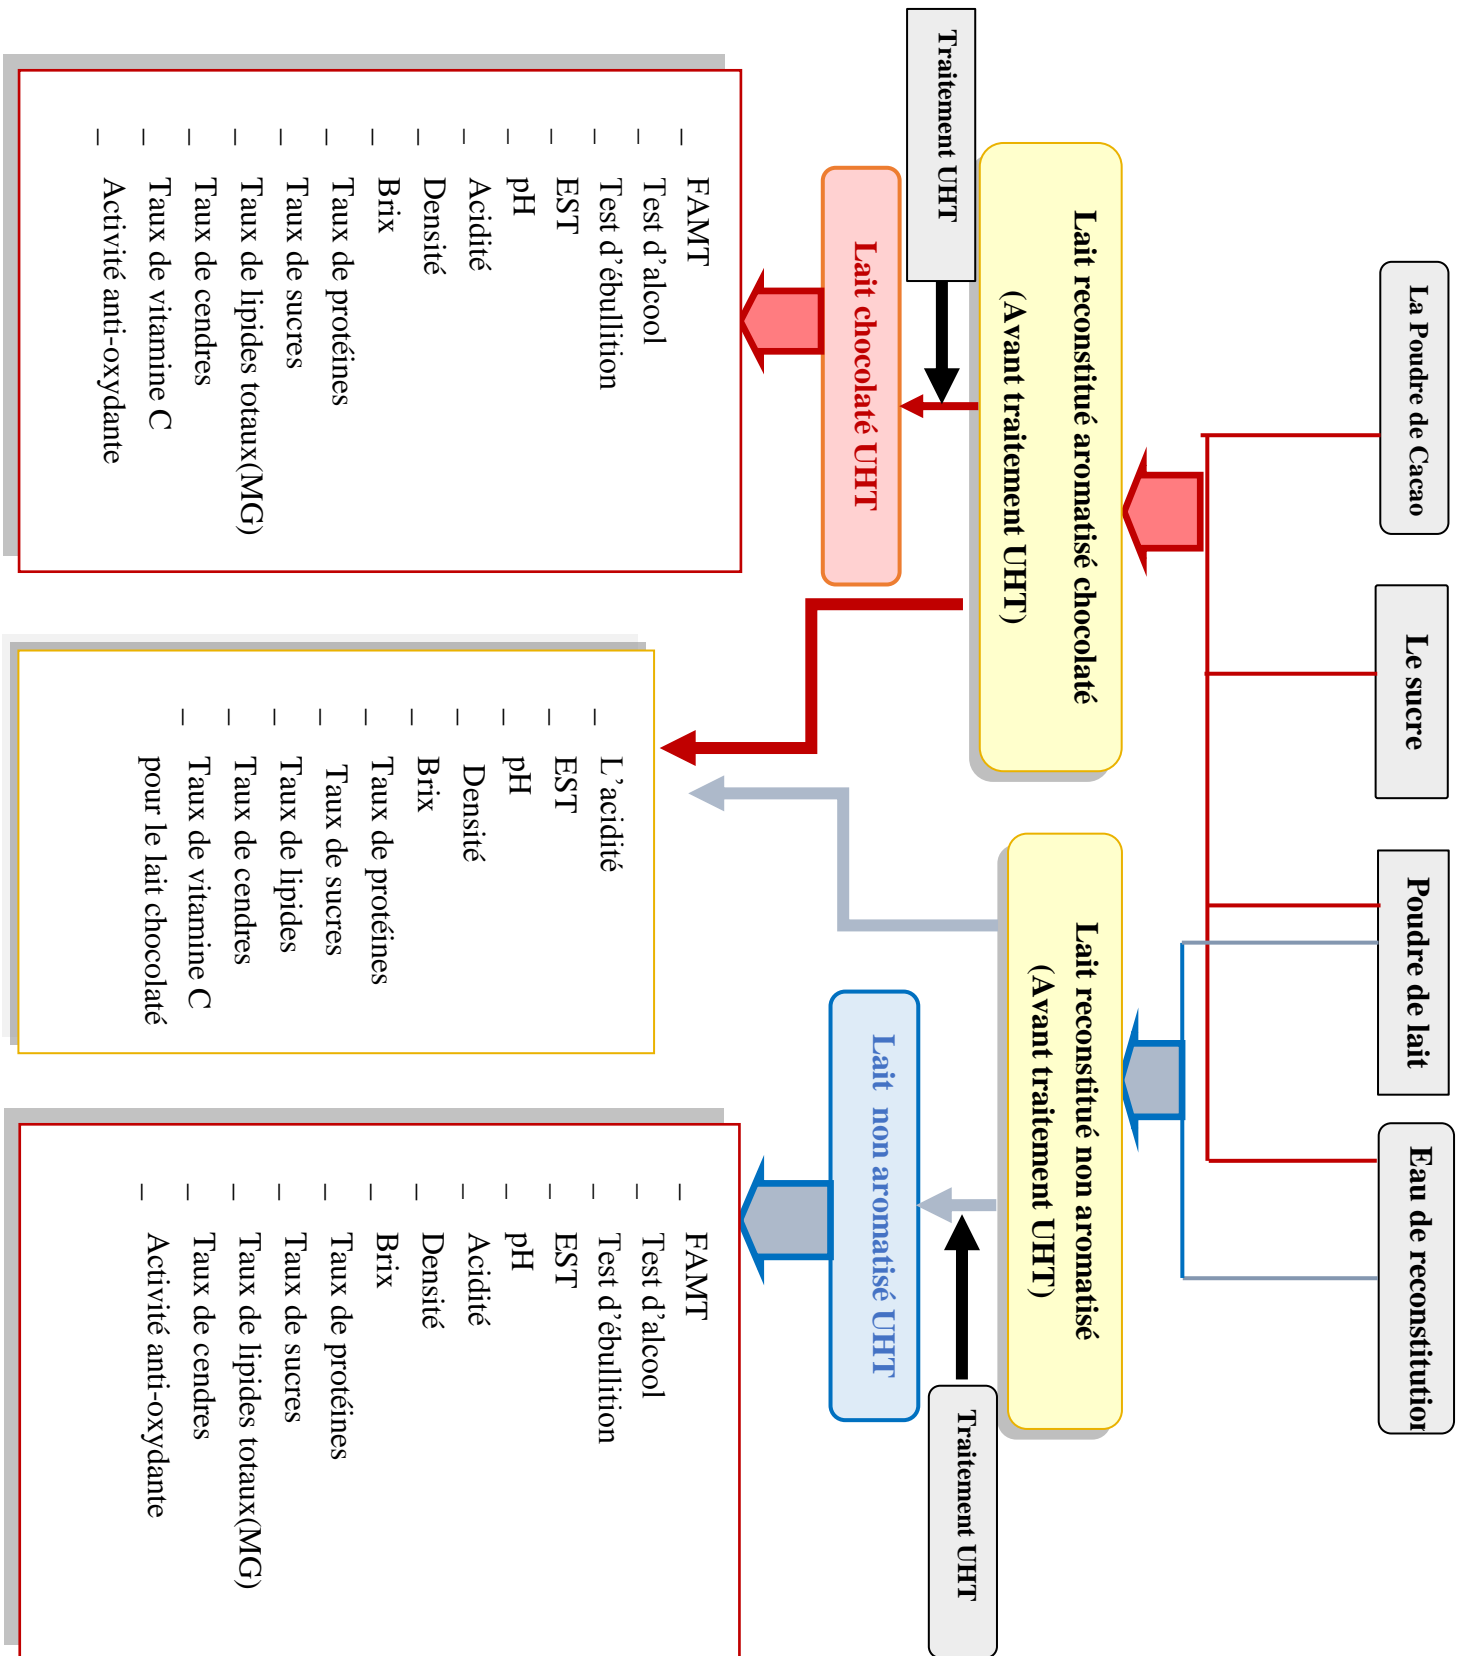 La Poudre de Cacao
Le sucre
Poudre de lait
Eau de reconstitution
Lait reconstitué aromatisé chocolaté
(Avant traitement UHT)
Lait reconstitué non aromatisé
(Avant traitement UHT)
Traitement UHT
Traitement UHT
Lait chocolaté UHT
Lait non aromatisé UHT
– FAMT
– Test d’alcool
– Test d’ébullition
– EST
– pH
– Acidité
– Densité
– Brix
– Taux de protéines
– Taux de sucres
– Taux de lipides totaux(MG)
– Taux de cendres
– Taux de vitamine C
– Activité anti-oxydante
– L’acidité
– EST
– pH
– Densité
– Brix
– Taux de protéines
– Taux de sucres
– Taux de lipides
– Taux de cendres
– Taux de vitamine C
pour le lait chocolaté
– FAMT
– Test d’alcool
– Test d’ébullition
– EST
– pH
– Acidité
– Densité
– Brix
– Taux de protéines
– Taux de sucres
– Taux de lipides totaux(MG)
– Taux de cendres
– Activité anti-oxydante